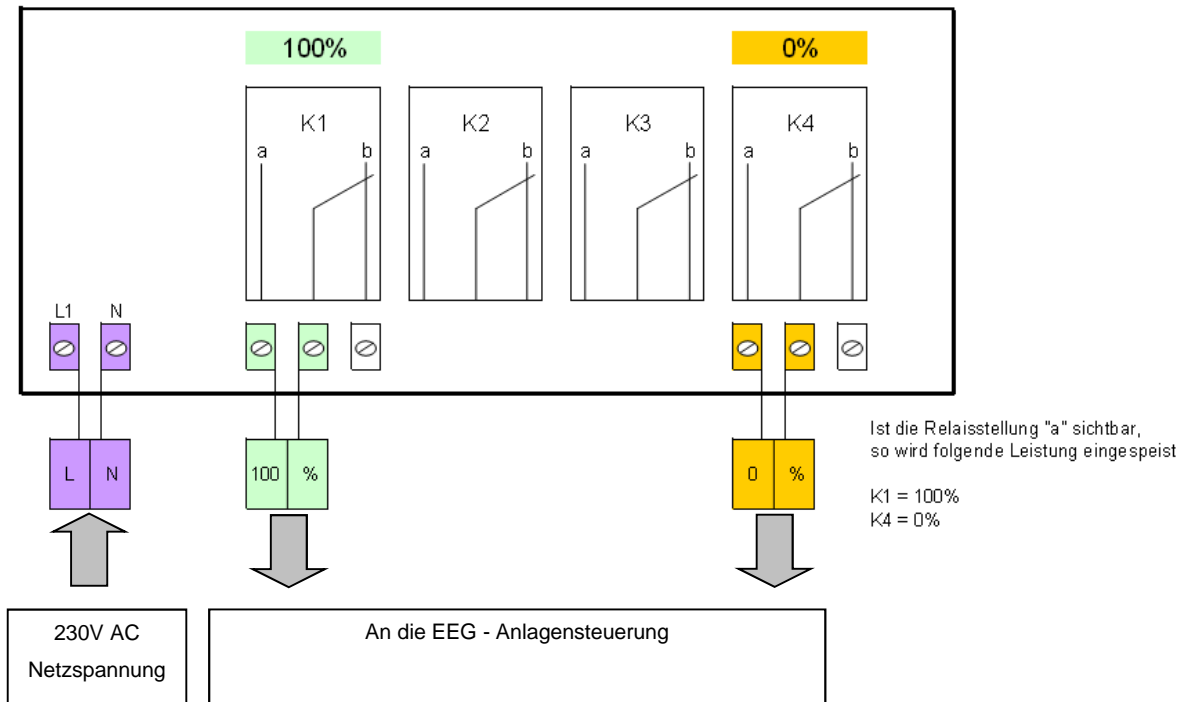 100%
0%
K1
K2
K3
K4
a b
a b
a b
a b
L1 N
L N
100 %
0 %
Ist die Relaisstellung "a" sichtbar,
so wird folgende Leistung eingespeist
K1 = 100%
K4 = 0%
230V AC
Netzspannung
An die EEG - Anlagensteuerung